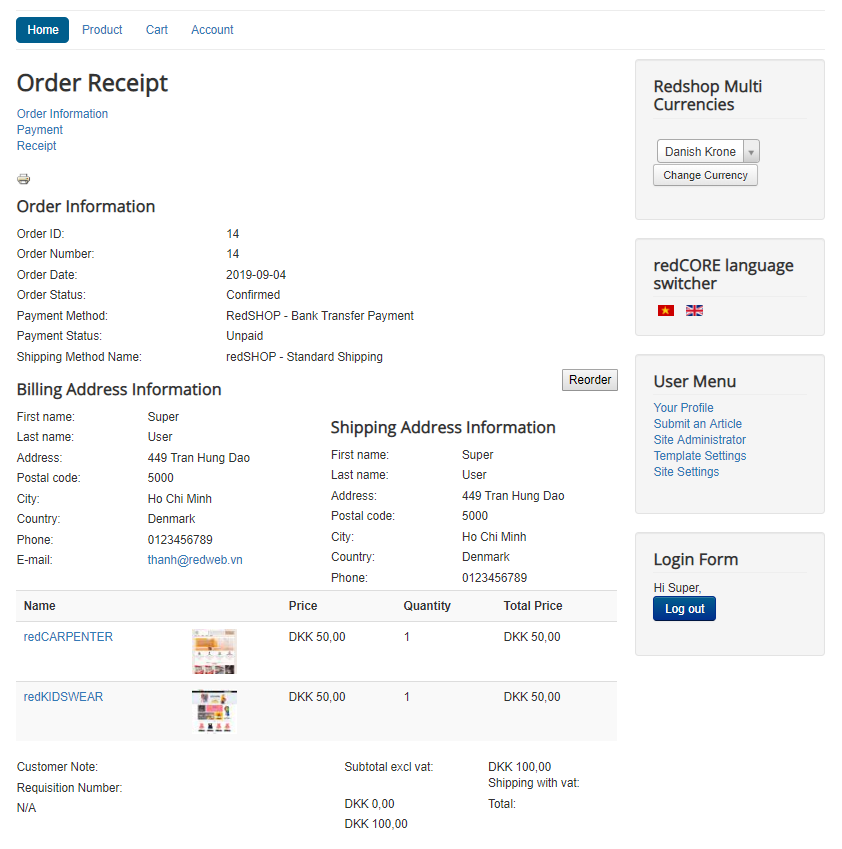 Home Product Cart Account
Order Receipt
Order Information
Payment
Receipt
Order Information
Order ID: 14
Order Number: 14
Order Date: 2019-09-04
Order Status: Confirmed
Payment Method: RedSHOP - Bank Transfer Payment
Payment Status: Unpaid
Shipping Method Name: redSHOP - Standard Shipping
Reorder
Billing Address Information
First name: Super
Last name: User
Address: 449 Tran Hung Dao
Postal code: 5000
City: Ho Chi Minh
Country: Denmark
Phone: 0123456789
E-mail: thanh@redweb.vn
Shipping Address Information
First name: Super
Last name: User
Address: 449 Tran Hung Dao
Postal code: 5000
City: Ho Chi Minh
Country: Denmark
Phone: 0123456789
Name Price Quantity Total Price
redCARPENTER DKK 50,00 1 DKK 50,00
redKIDSWEAR DKK 50,00 1 DKK 50,00
Customer Note:
Requisition Number:
N/A
Subtotal excl vat: DKK 100,00
Shipping with vat:
DKK 0,00 Total:
DKK 100,00
Redshop Multi
Currencies
Danish Krone
Change Currency
redCORE language
switcher
User Menu
Your Profile
Submit an Article
Site Administrator
Template Settings
Site Settings
Login Form
Hi Super,
Log out